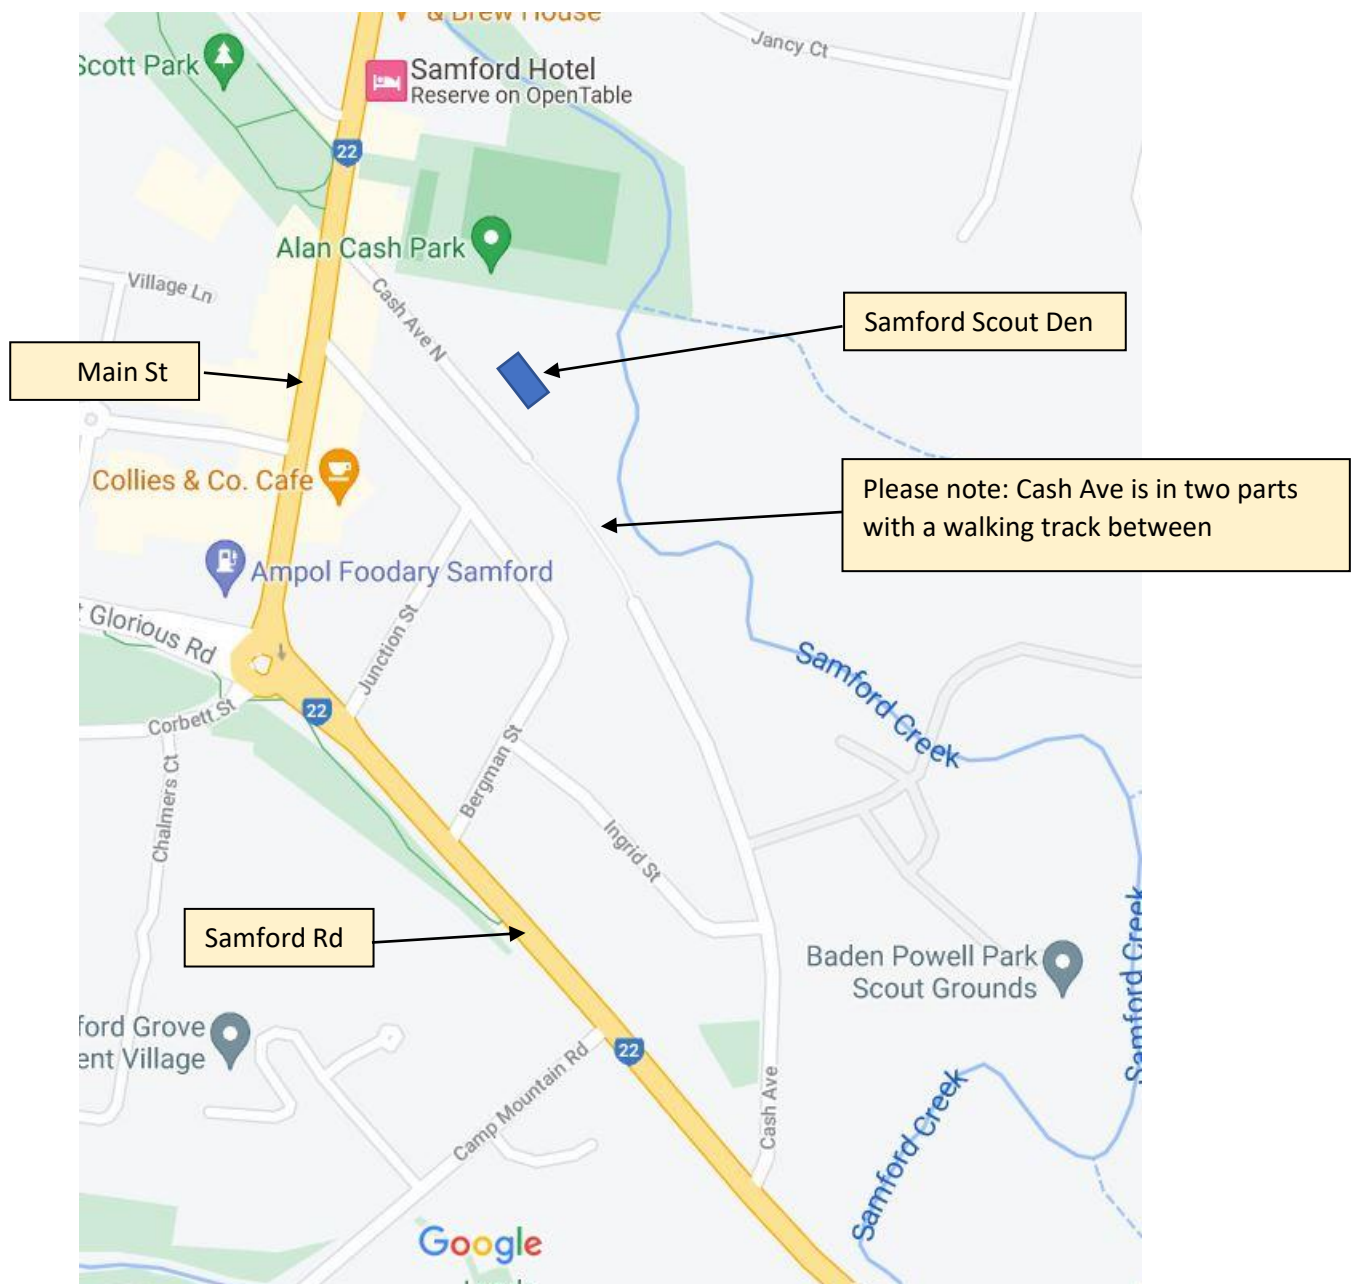 & Brew House
Jancy Ct
Scott Park
Samford Hotel
Reserve on OpenTable
22
Alan Cash Park
Village Ln
Cash Ave N
Samford Scout Den
Main St
Collies & Co. Cafe
Please note: Cash Ave is in two parts
with a walking track between
Ampol Foodary Samford
t Glorious Rd
Junction St
Samford Creek
Corbett St
22
Bergman St
Chalmers Ct
Ingrid St
Samford Rd
Baden Powell Park
Scout Grounds
Samford Creek
ford Grove
ent Village
22
Camp Mountain Rd
Cash Ave
Samford Creek
Google